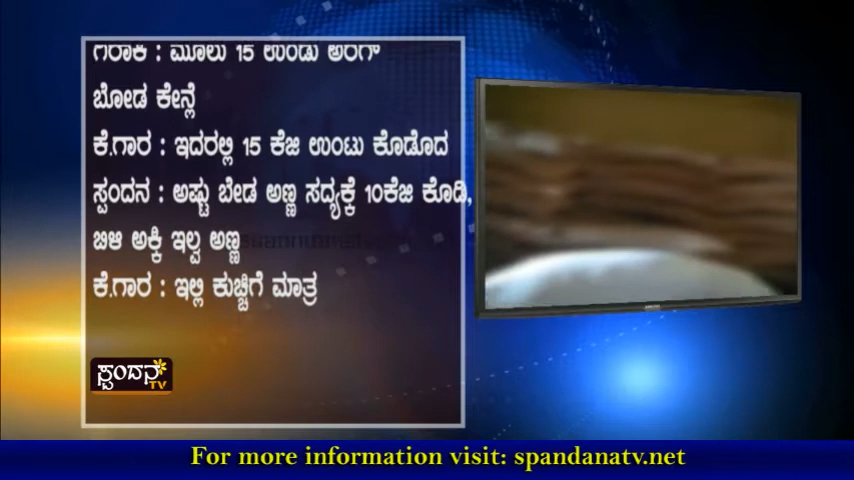 ಗಿರಾಕಿ : ಮೂಲು 15 ಉಂಡು ಅರಗ್
ಬೋಡ ಕೇನ್ಲೆ
ಕೆ.ಗಾರ : ಇದರಲ್ಲಿ 15 ಕೆಜಿ ಉಂಟು ಕೊಡೊದ
ಸ್ಪಂದನ : ಅಷ್ಟು ಬೇಡ ಅಣ್ಣ ಸದ್ಯಕ್ಕೆ 10ಕೆಜಿ ಕೊಡಿ,
ಬಿಳಿ ಅಕ್ಕಿ ಇಲ್ವ ಅಣ್ಣ
ಕೆ.ಗಾರ : ಇಲ್ಲಿ ಕುಚ್ಚಿಗೆ ಮಾತ್ರ
ಸ್ಪಂದನ
TV
For more information visit: spandanatv.net